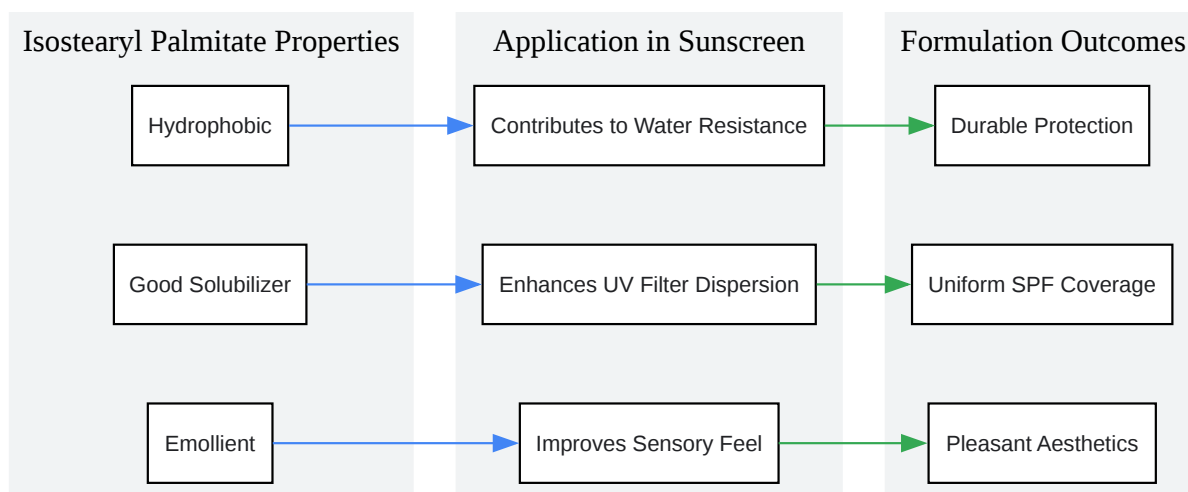 Isostearyl Palmitate Properties
Application in Sunscreen
Formulation Outcomes
Hydrophobic
Contributes to Water Resistance
Durable Protection
Good Solubilizer
Enhances UV Filter Dispersion
Uniform SPF Coverage
Emollient
Improves Sensory Feel
Pleasant Aesthetics